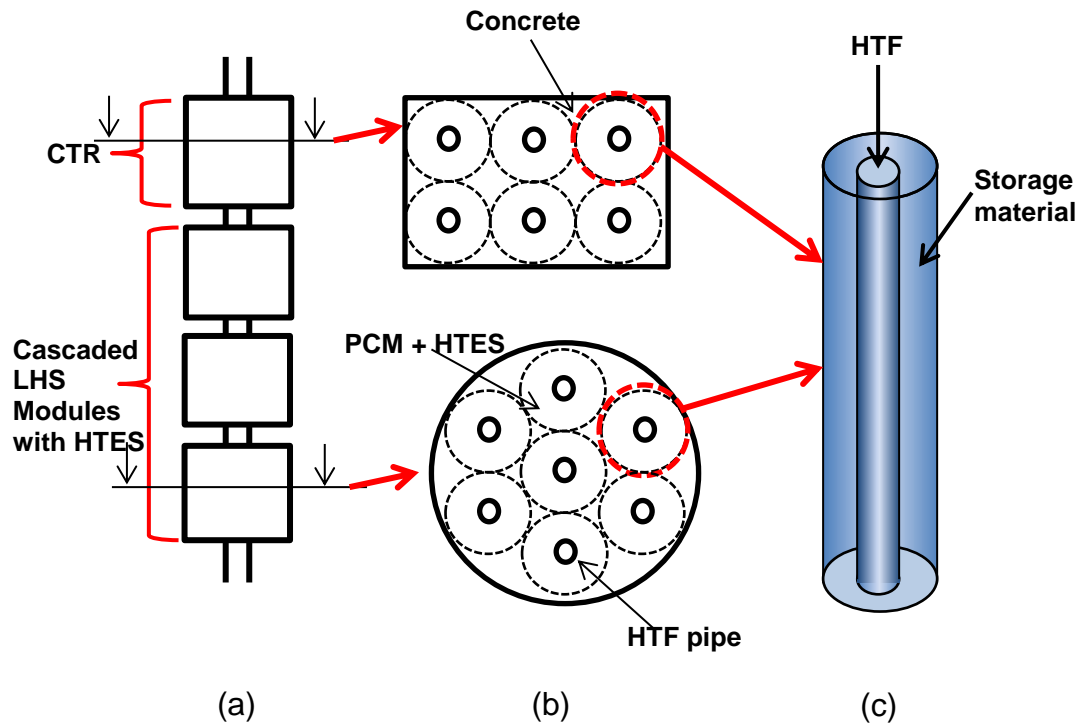 Concrete
HTF
CTR
Storage
material
Cascaded
LHS
Modules
with HTES
PCM + HTES
HTF pipe
(a)
(b)
(c)